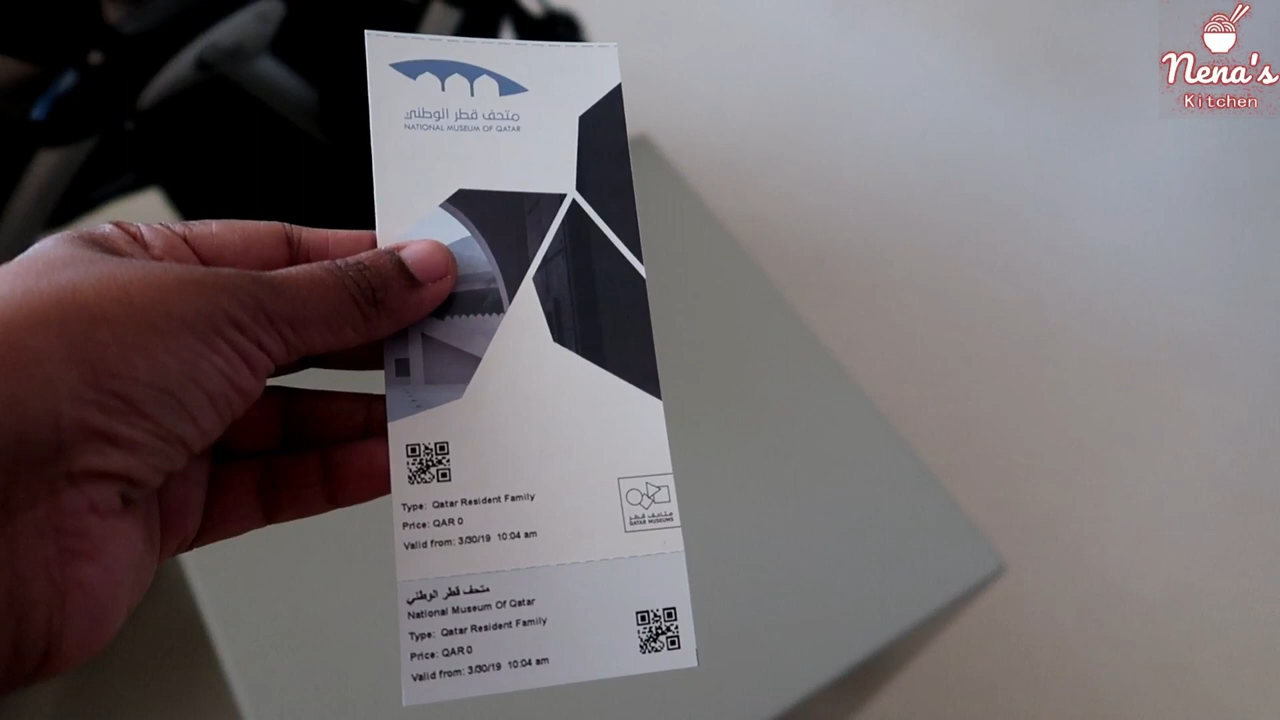 متحف قطر الوطني
NATIONAL MUSEUM OF QATAR
Nena's
Kitchen
Type: Qatar Resident Family
Price: QAR 0
Valid from: 3/30/19 10:04 am
متاحف قطر
QATAR MUSEUMS
متحف قطر الوطني
National Museum Of Qatar
Type: Qatar Resident Family
Price: QAR 0
Valid from: 3/30/19 10:04 am